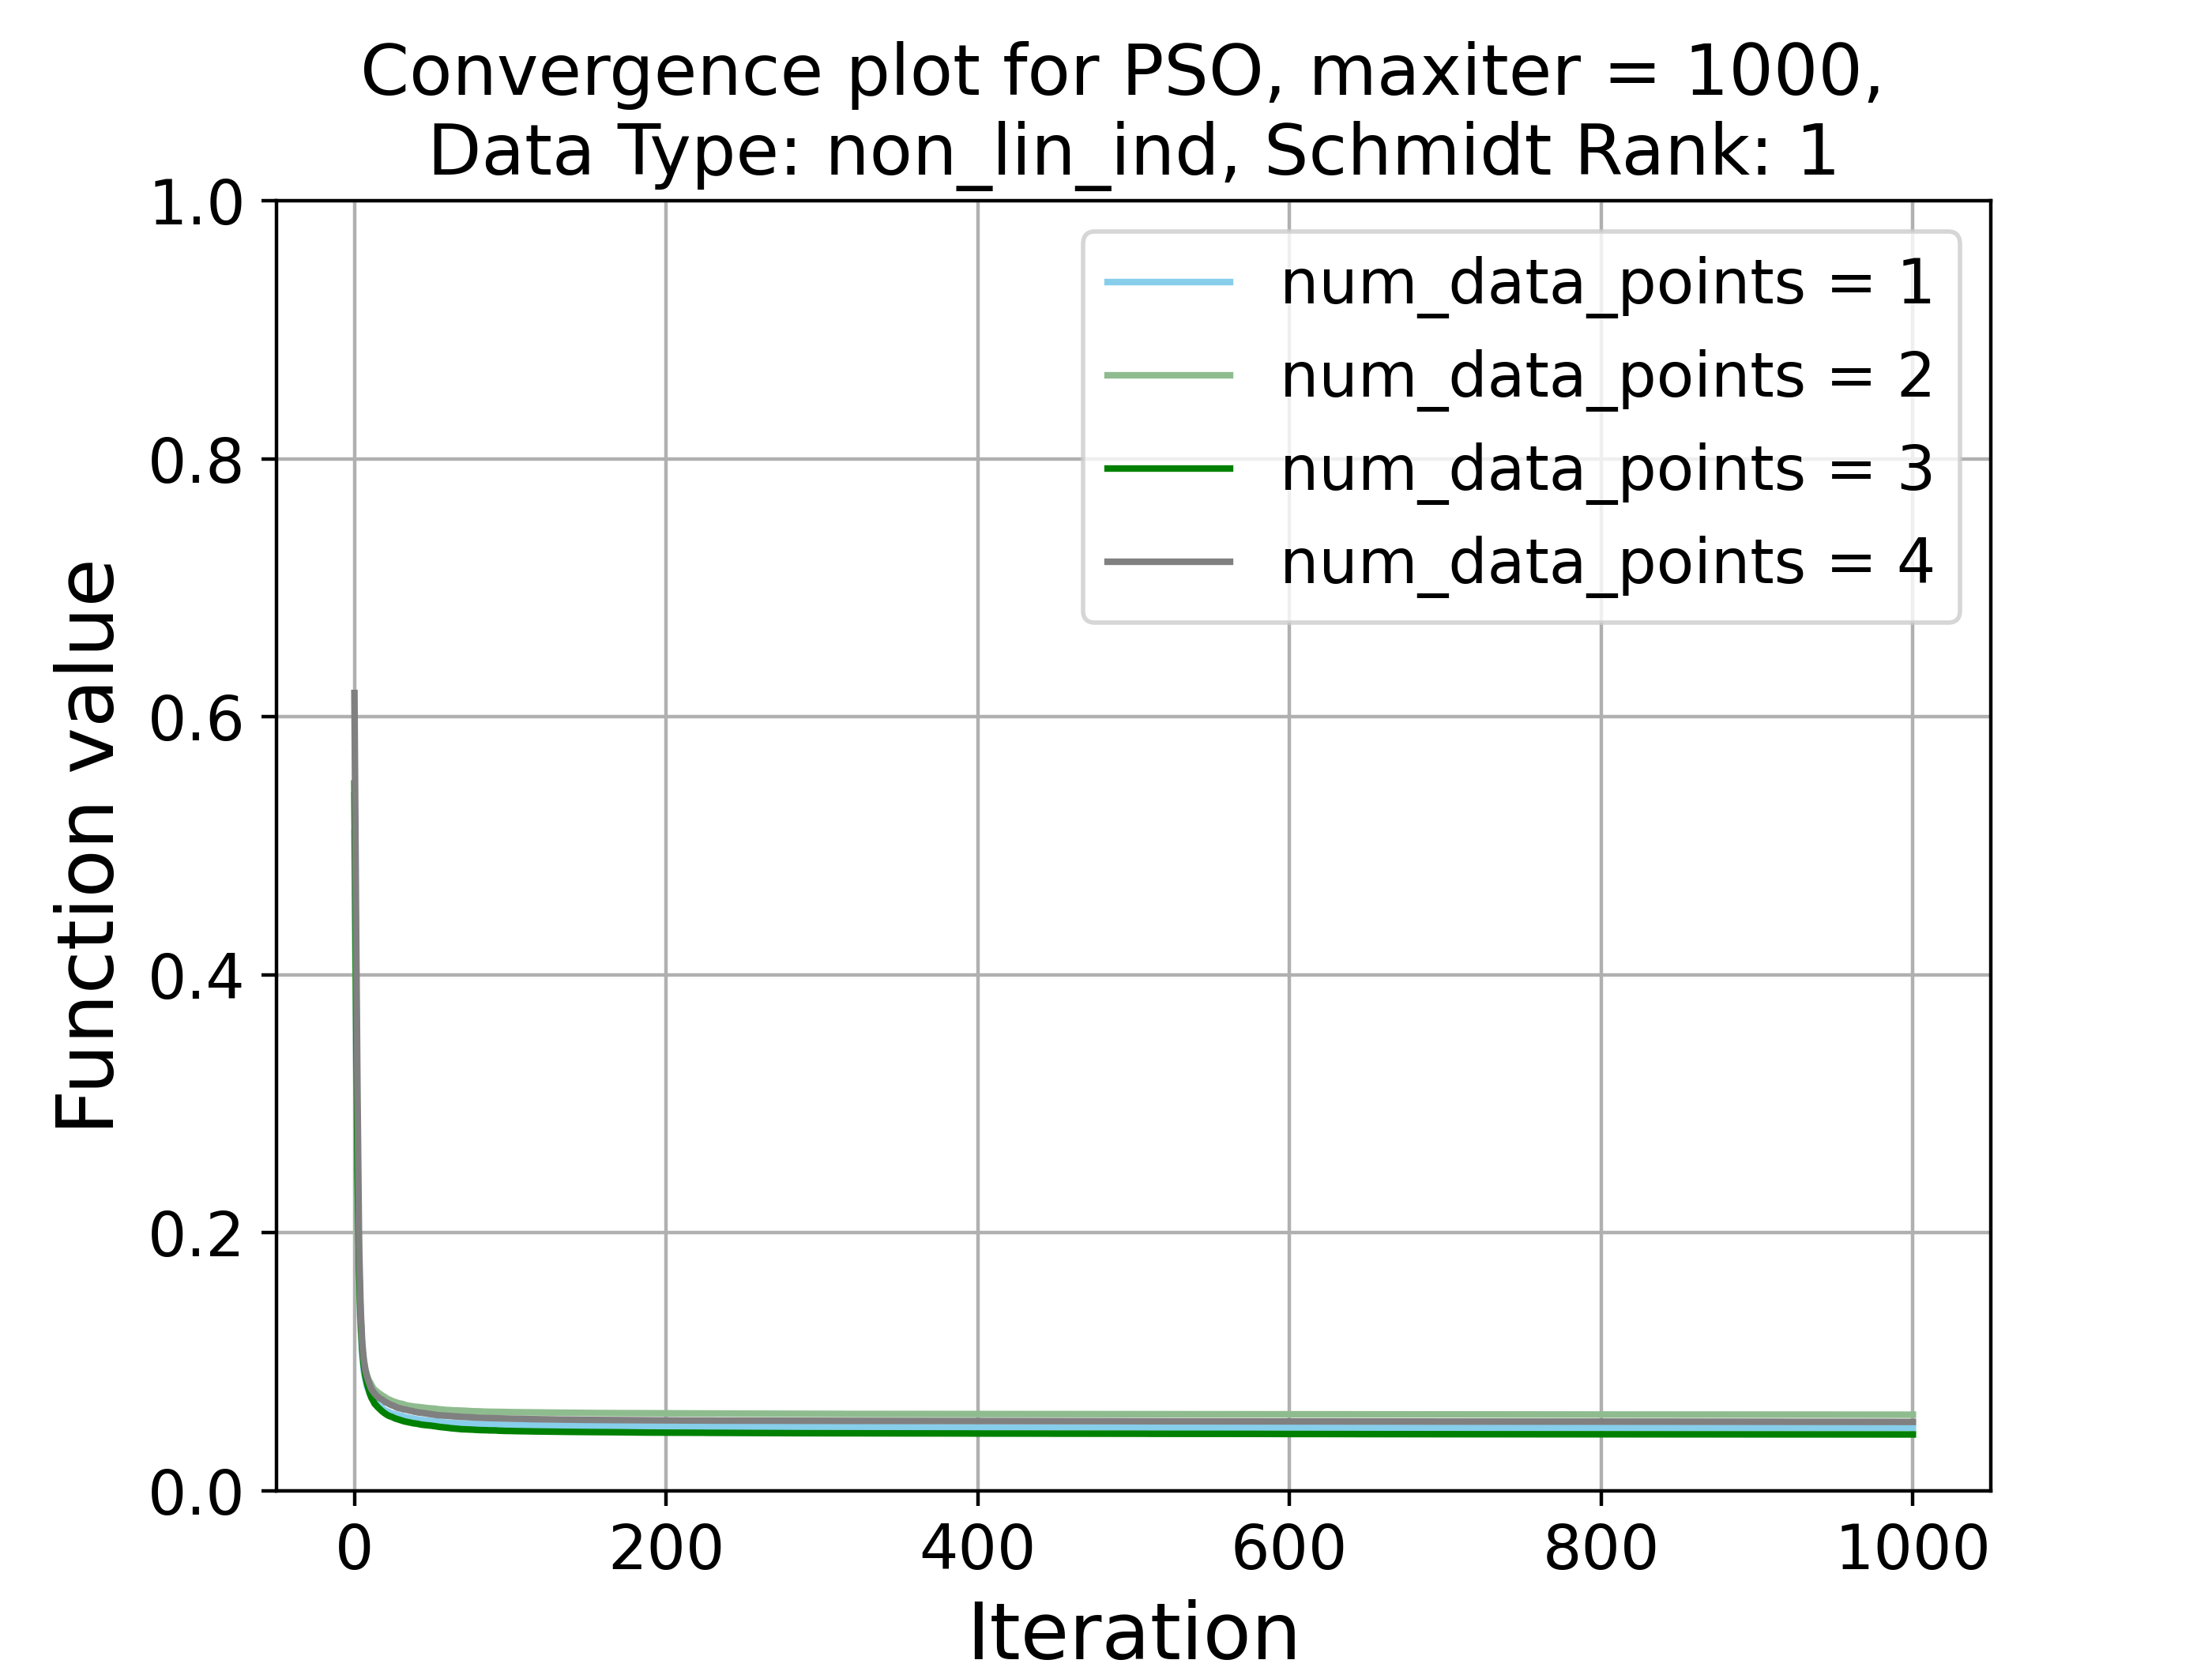 Convergence plot for PSO, maxiter = 1000,
Data Type: non_lin_ind, Schmidt Rank: 1
1.0
0.8
0.6
0.4
0.2
0.0
Function value
num_data_points = 1
num_data_points = 2
num_data_points = 3
num_data_points = 4
0 200 400 600 800 1000
Iteration